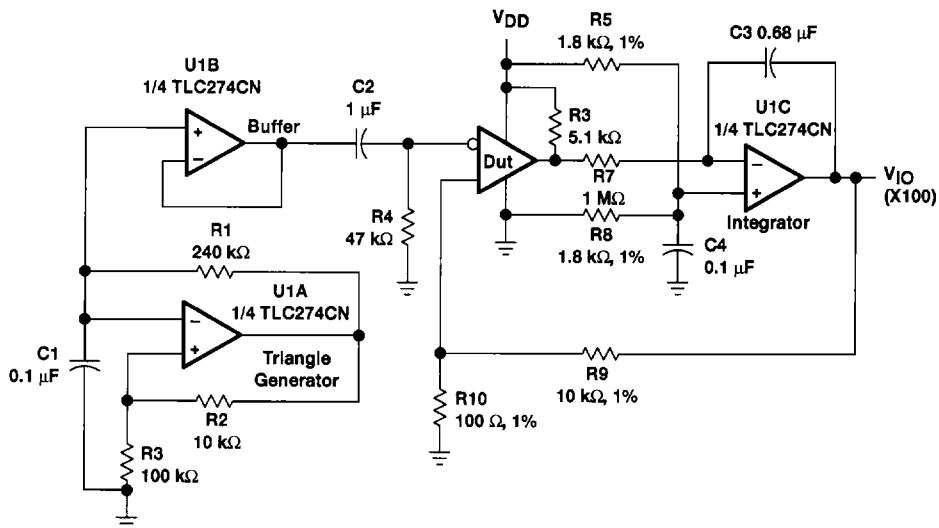 VDD
R5
1.8 kΩ, 1%
C3 0.68 µF
U1B
1/4 TLC274CN
C2
1 µF
Buffer
R3
5.1 kΩ
U1C
1/4 TLC274CN
Dut
R7
1 MΩ
VIO
(X100)
Integrator
R4
47 kΩ
R8
1.8 kΩ, 1%
C4
0.1 µF
R1
240 kΩ
U1A
1/4 TLC274CN
C1
0.1 µF
Triangle
Generator
R2
10 kΩ
R9
10 kΩ, 1%
R10
100 Ω, 1%
R3
100 kΩ